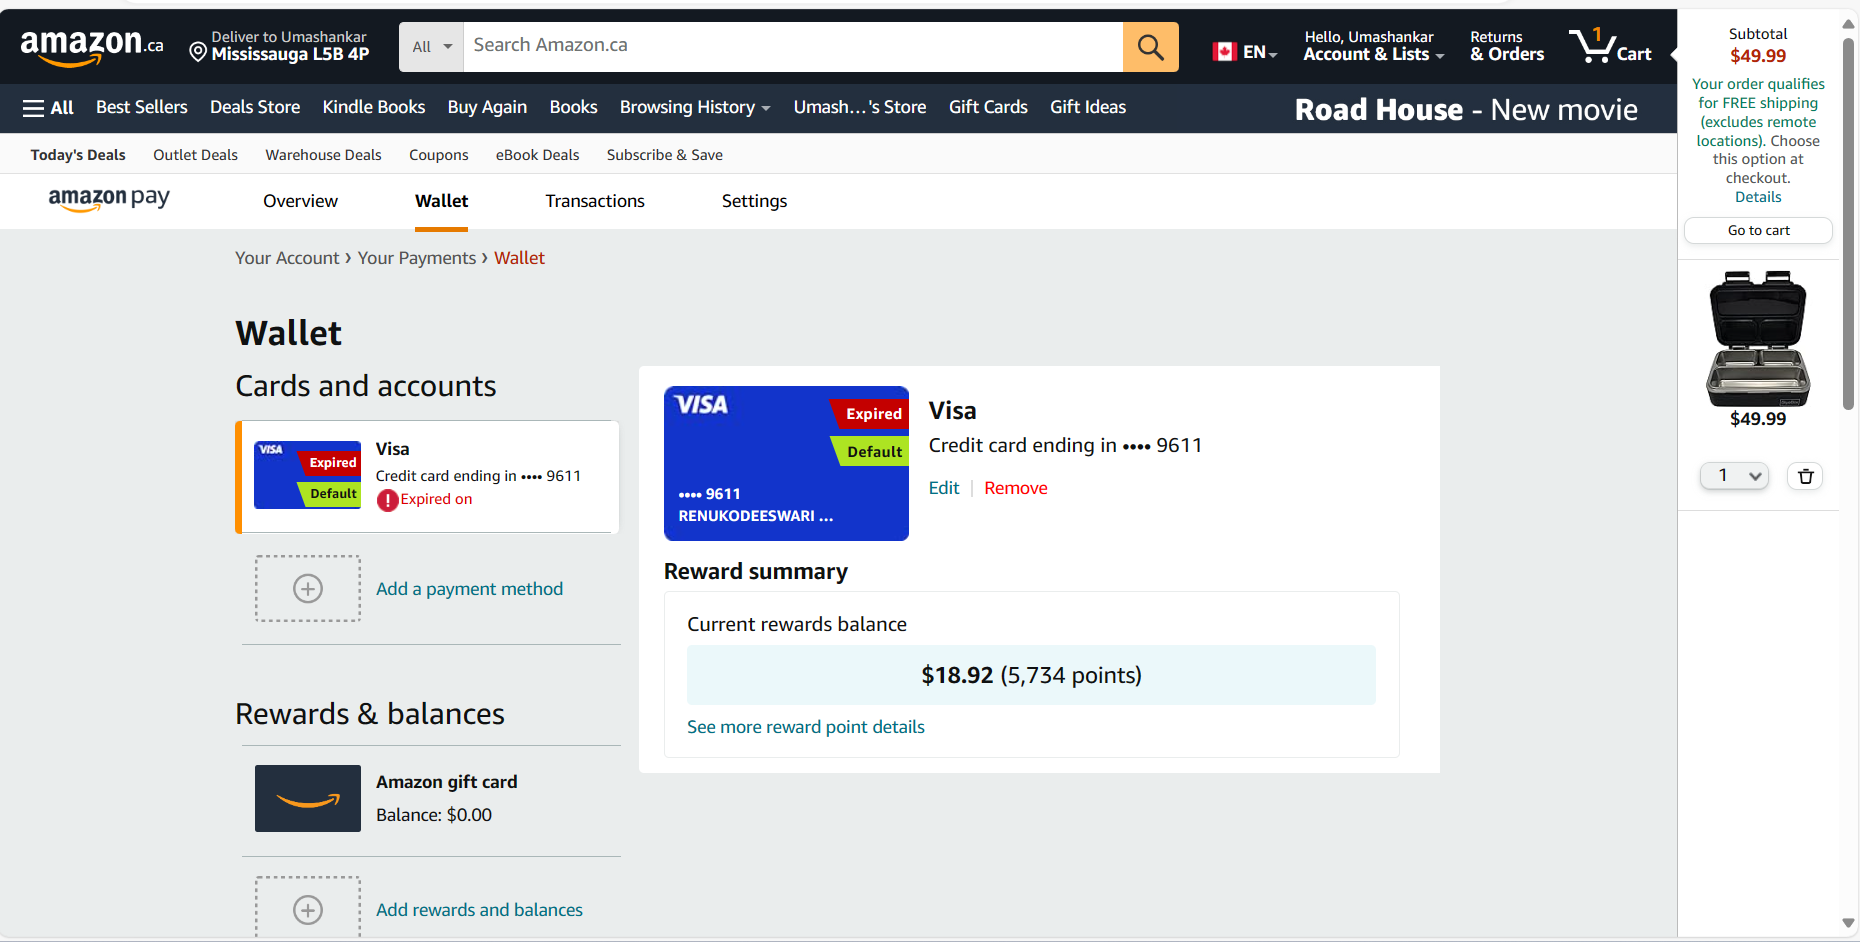 amazon.ca
Deliver to Umashankar
Mississauga L5B 4P
All
Search Amazon.ca
EN
Hello, Umashankar
Account & Lists
Returns
& Orders
1
Cart
All
Best Sellers
Deals Store
Kindle Books
Buy Again
Books
Browsing History
Umash...'s Store
Gift Cards
Gift Ideas
Road House - New movie
Today's Deals
Outlet Deals
Warehouse Deals
Coupons
eBook Deals
Subscribe & Save
amazon pay
Overview
Wallet
Transactions
Settings
Your Account › Your Payments › Wallet
Wallet
Cards and accounts
VISA
Expired
Default
Visa
Credit card ending in •••• 9611
! Expired on
Add a payment method
Rewards & balances
Amazon gift card
Balance: $0.00
Add rewards and balances
VISA
Expired
Default
•••• 9611
RENUKODEESWARI ...
Visa
Credit card ending in •••• 9611
Edit | Remove
Reward summary
Current rewards balance
$18.92 (5,734 points)
See more reward point details
Subtotal
$49.99
Your order qualifies
for FREE shipping
(excludes remote
locations). Choose
this option at
checkout.
Details
Go to cart
$49.99
1